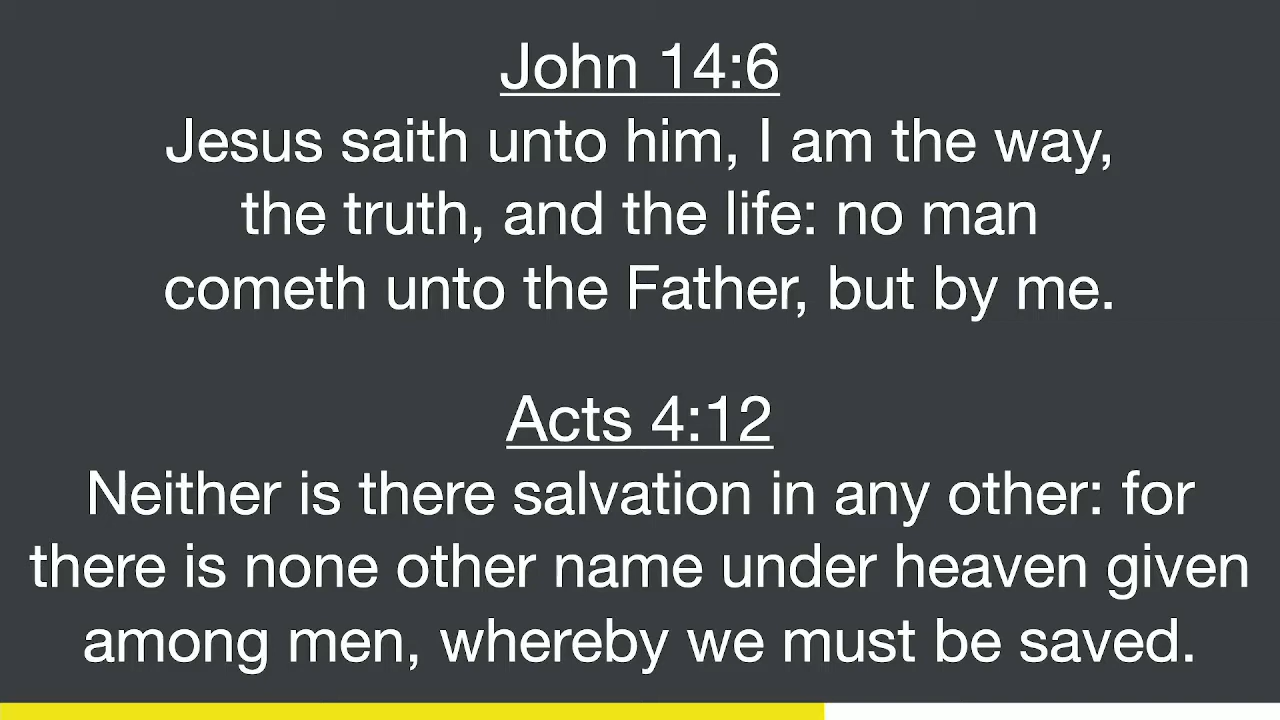 John 14:6
Jesus saith unto him, I am the way,
the truth, and the life: no man
cometh unto the Father, but by me.
Acts 4:12
Neither is there salvation in any other: for
there is none other name under heaven given
among men, whereby we must be saved.